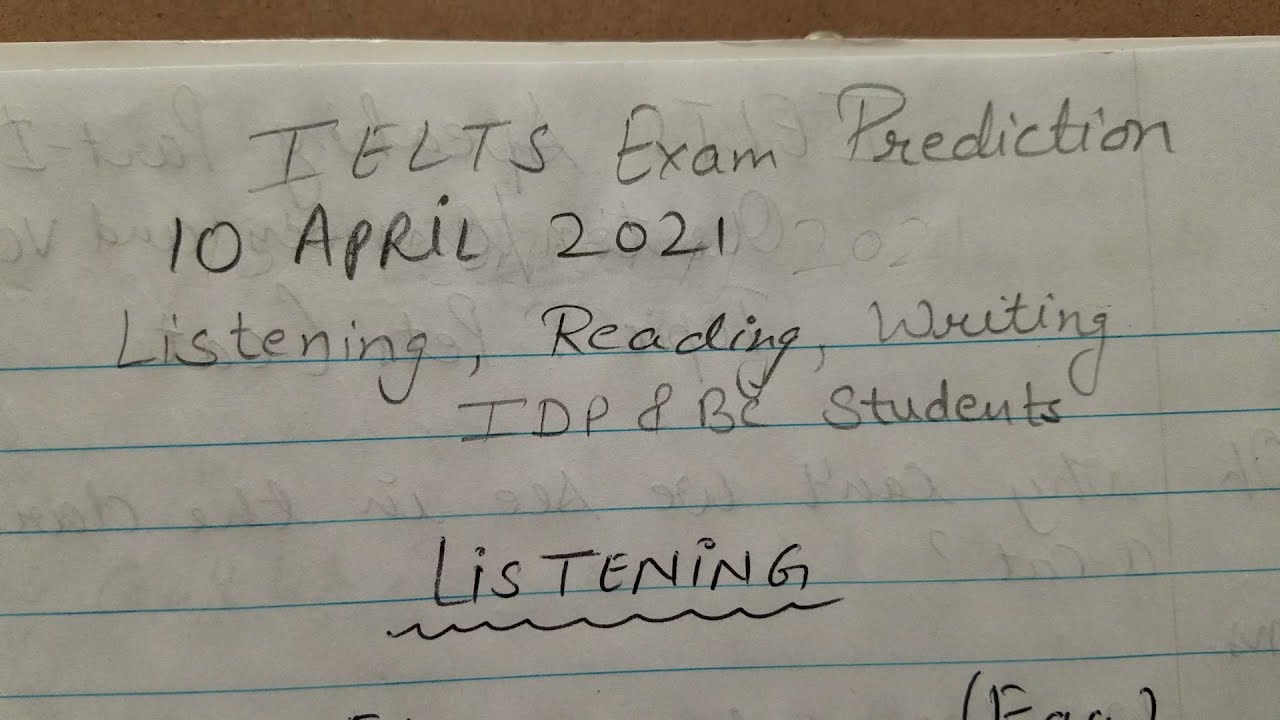 IELTS Exam Prediction
10 APRiL 2021
Listening, Reading, Writing
IDP & BC Students
LiSTENiNG